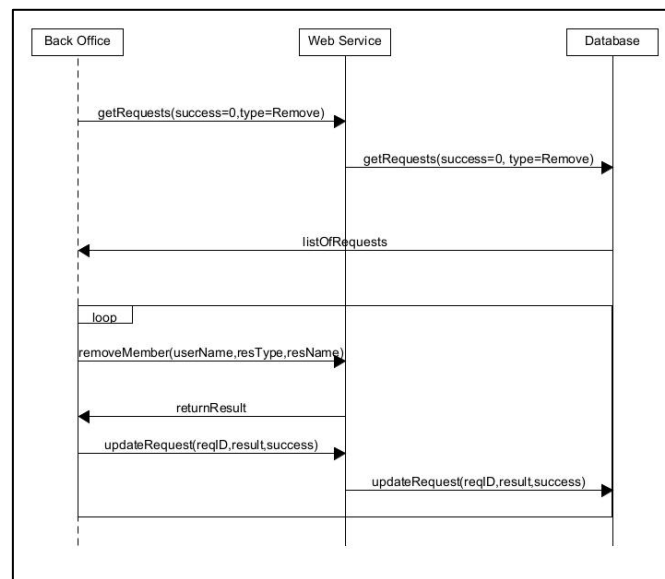 Back Office
Web Service
Database
getRequests(success=0,type=Remove)
getRequests(success=0, type=Remove)
listOfRequests
loop
removeMember(userName,resType,resName)
returnResult
updateRequest(reqID,result,success)
updateRequest(reqID,result,success)